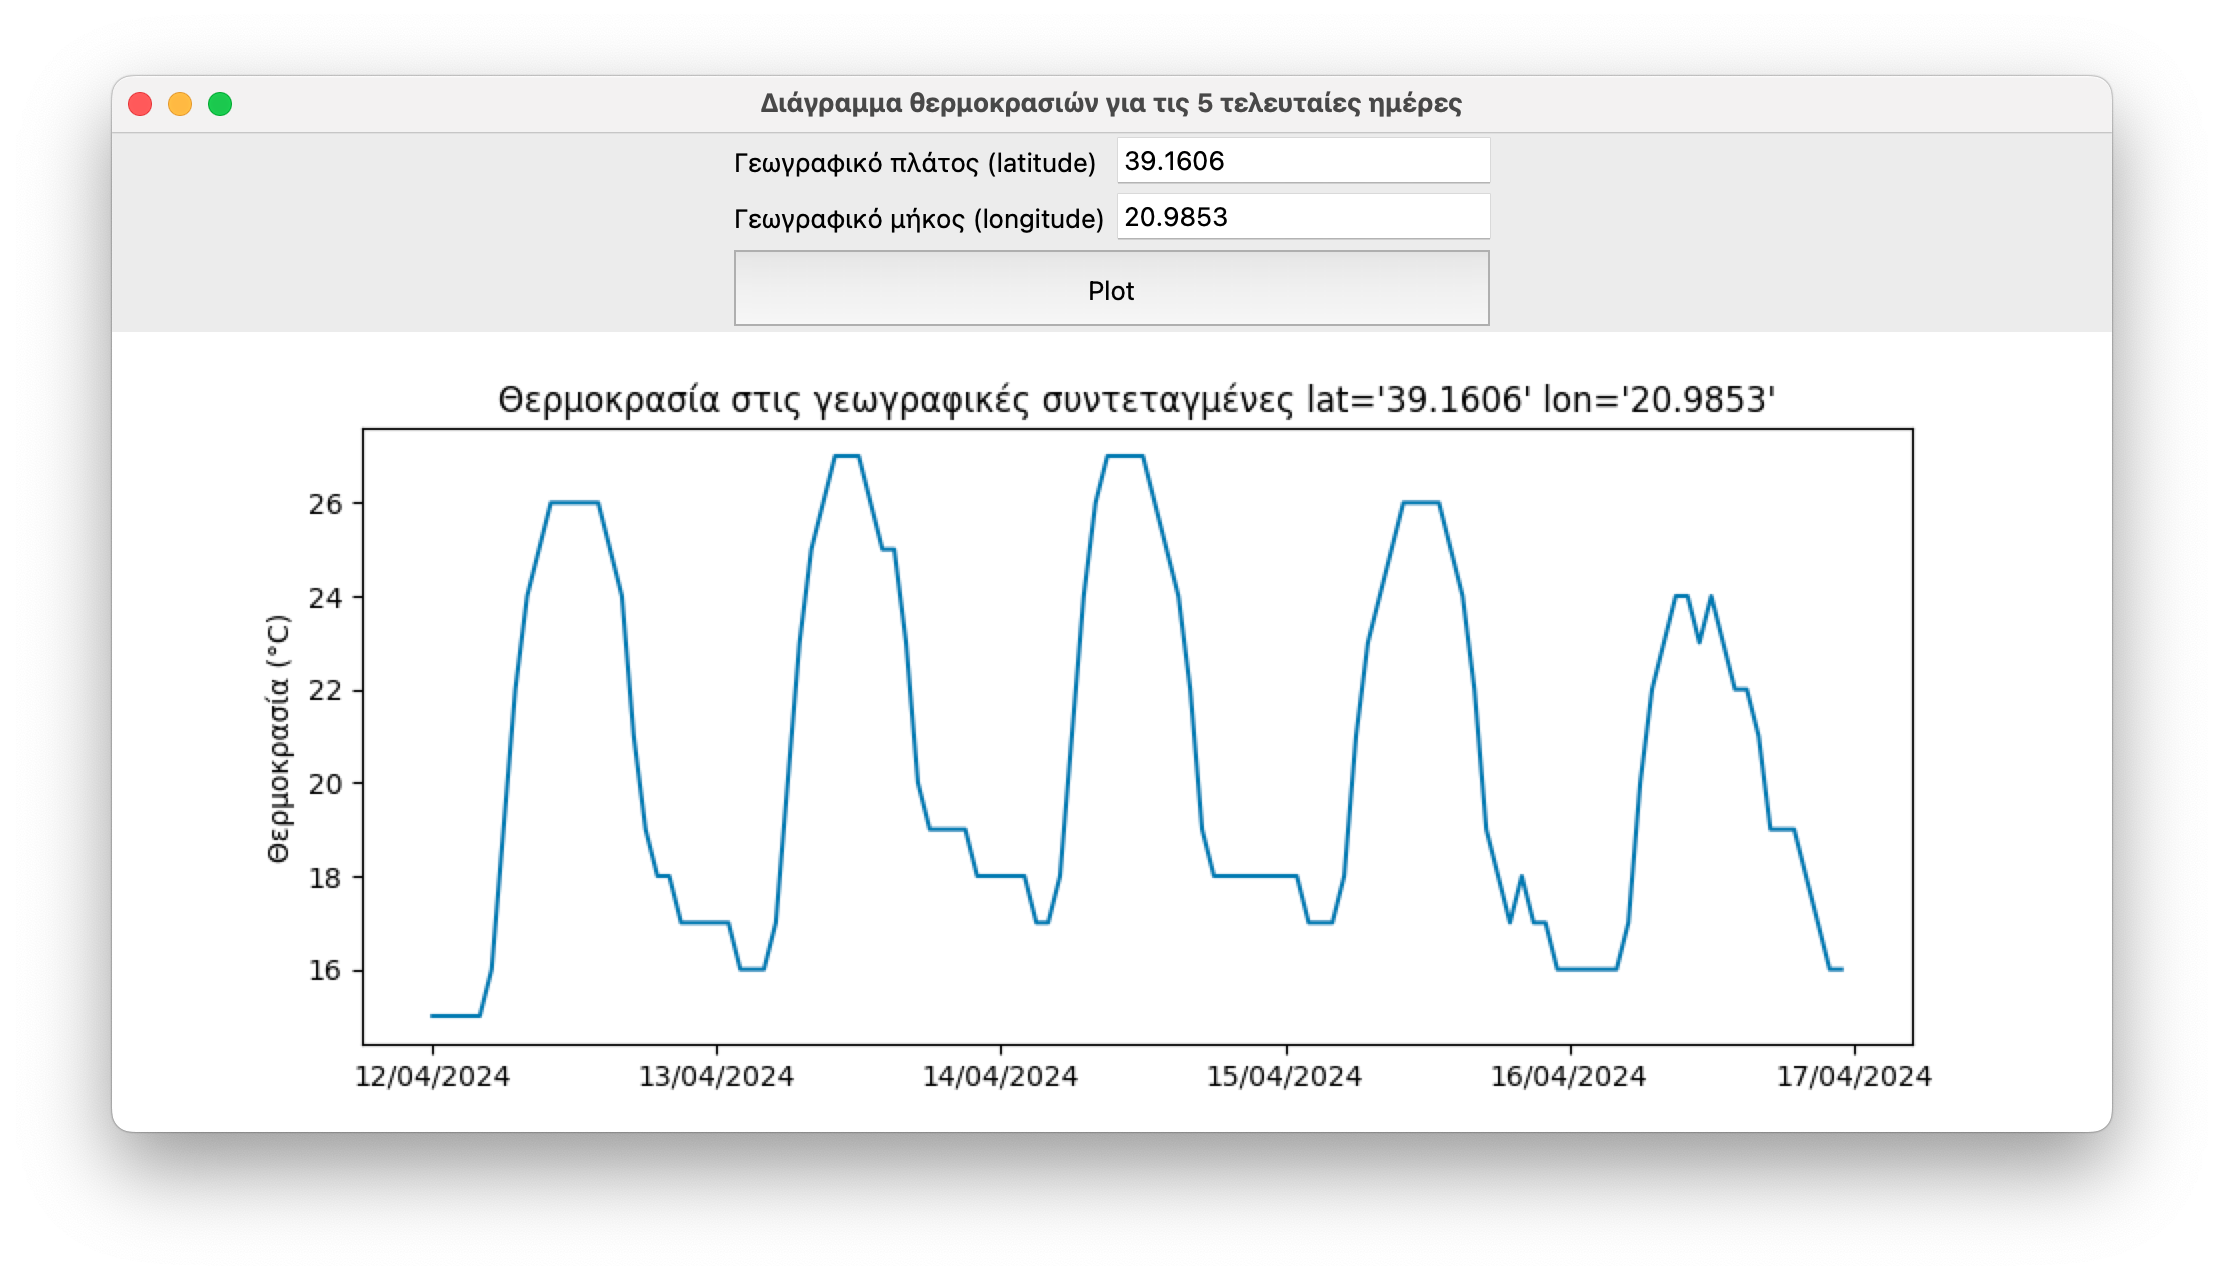 Διάγραμμα θερμοκρασιών για τις 5 τελευταίες ημέρες
Γεωγραφικό πλάτος (latitude) 39.1606
Γεωγραφικό μήκος (longitude) 20.9853
Plot
Θερμοκρασία στις γεωγραφικές συντεταγμένες lat='39.1606' lon='20.9853'
Θερμοκρασία (°C)
26
24
22
20
18
16
12/04/2024 13/04/2024 14/04/2024 15/04/2024 16/04/2024 17/04/2024